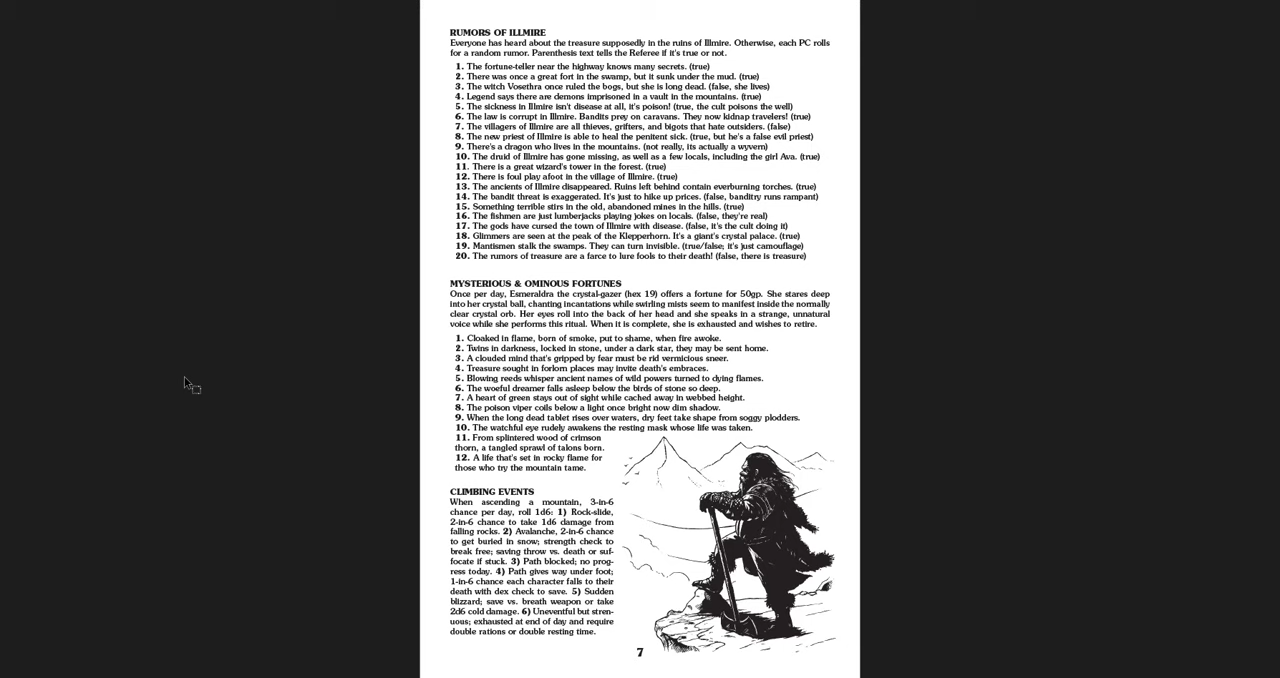 RUMORS OF ILLMIRE
Everyone has heard about the treasure supposedly in the ruins of Illmire. Otherwise, each PC rolls
for a random rumor. Parenthesis text tells the Referee if it's true or not.
1. The fortune-teller near the highway knows many secrets. (true)
2. There was once a great fort in the swamp, but it sunk under the mud. (true)
3. The witch Vosethra once ruled the bogs, but she is long dead. (false, she lives)
4. Legend says there are demons imprisoned in a vault in the mountains. (true)
5. The sickness in Illmire isn't disease at all, it's poison! (true, the cult poisons the well)
6. The law is corrupt in Illmire. Bandits prey on caravans. They now kidnap travelers! (true)
7. The villagers of Illmire are all thieves, grifters, and bigots that hate outsiders. (false)
8. The new priest of Illmire is able to heal the penitent sick. (true, but he's a false evil priest)
9. There's a dragon who lives in the mountains. (not really, its actually a wyvern)
10. The druid of Illmire has gone missing, as well as a few locals, including the girl Ava. (true)
11. There is a great wizard's tower in the forest. (true)
12. There is foul play afoot in the village of Illmire. (true)
13. The ancients of Illmire disappeared. Ruins left behind contain everburning torches. (true)
14. The bandit threat is exaggerated. It's just to hike up prices. (false, banditry runs rampant)
15. Something terrible stirs in the old, abandoned mines in the hills. (true)
16. The fishmen are just lumberjacks playing jokes on locals. (false, they're real)
17. The gods have cursed the town of Illmire with disease. (false, it's the cult doing it)
18. Glimmers are seen at the peak of the Klepperhorn. It's a giant's crystal palace. (true)
19. Mantismen stalk the swamps. They can turn invisible. (true/false; it's just camouflage)
20. The rumors of treasure are a farce to lure fools to their death! (false, there is treasure)
MYSTERIOUS & OMINOUS FORTUNES
Once per day, Esmeraldra the crystal-gazer (hex 19) offers a fortune for 50gp. She stares deep
into her crystal ball, chanting incantations while swirling mists seem to manifest inside the normally
clear crystal orb. Her eyes roll into the back of her head and she speaks in a strange, unnatural
voice while she performs this ritual. When it is complete, she is exhausted and wishes to retire.
1. Cloaked in flame, born of smoke, put to shame, when fire awoke.
2. Twins in darkness, locked in stone, under a dark star, they may be sent home.
3. A clouded mind that's gripped by fear must be rid vermicious sneer.
4. Treasure sought in forlorn places may invite death's embraces.
5. Blowing reeds whisper ancient names of wild powers turned to dying flames.
6. The woeful dreamer falls asleep below the birds of stone so deep.
7. A heart of green stays out of sight while cached away in webbed height.
8. The poison viper coils below a light once bright now dim shadow.
9. When the long dead tablet rises over waters, dry feet take shape from soggy plodders.
10. The watchful eye rudely awakens the resting mask whose life was taken.
11. From splintered wood of crimson
thorn, a tangled sprawl of talons born.
12. A life that's set in rocky flame for
those who try the mountain tame.
CLIMBING EVENTS
When ascending a mountain, 3-in-6
chance per day, roll 1d6: 1) Rock-slide,
2-in-6 chance to take 1d6 damage from
falling rocks. 2) Avalanche, 2-in-6 chance
to get buried in snow; strength check to
break free; saving throw vs. death or suf-
focate if stuck. 3) Path blocked; no prog-
ress today. 4) Path gives way under foot;
1-in-6 chance each character falls to their
death with dex check to save. 5) Sudden
blizzard; save vs. breath weapon or take
2d6 cold damage. 6) Uneventful but stren-
uous; exhausted at end of day and require
double rations or double resting time.
7